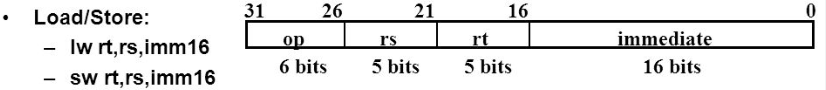 • Load/Store:
– lw rt,rs,imm16
– sw rt,rs,imm16
31 26 21 16 0
op rs rt immediate
6 bits 5 bits 5 bits 16 bits